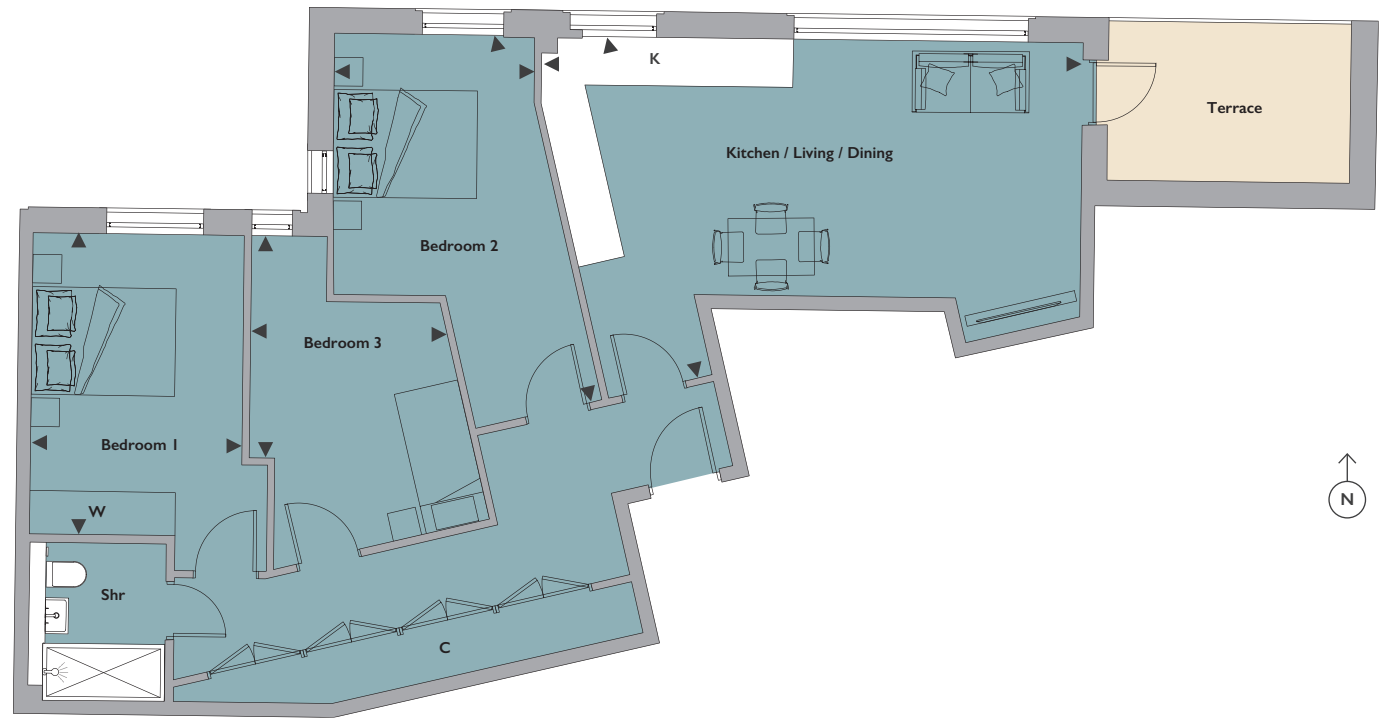 K
Terrace
Kitchen / Living / Dining
Bedroom 2
Bedroom 3
Bedroom 1
N
W
Shr
C